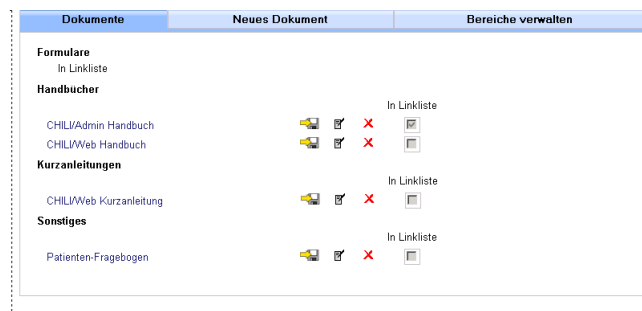 Dokumente Neues Dokument Bereiche verwalten
Formulare
In Linkliste
Handbücher
In Linkliste
CHILI/Admin Handbuch
CHILI/Web Handbuch
Kurzanleitungen
In Linkliste
CHILI/Web Kurzanleitung
Sonstiges
In Linkliste
Patienten-Fragebogen